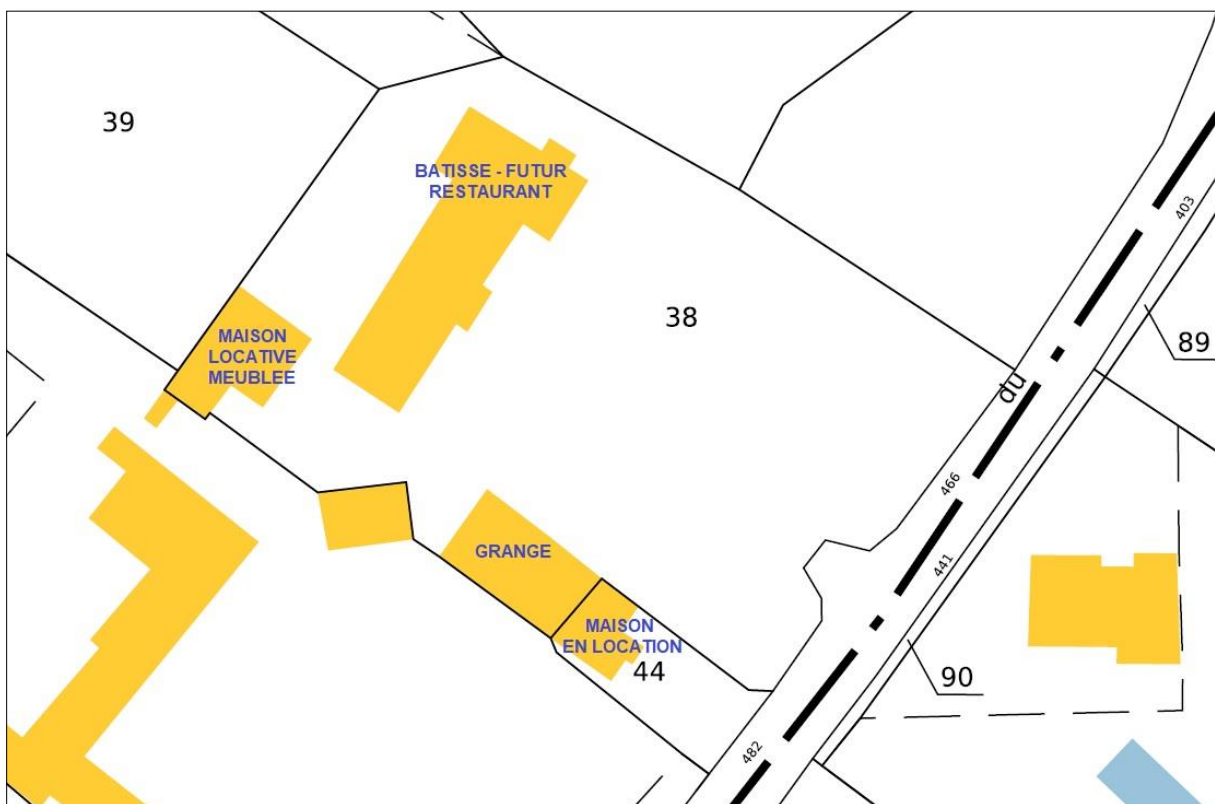 39
BATISSE - FUTUR
RESTAURANT
403
38
MAISON
LOCATIVE
MEUBLEE
89
du
466
GRANGE
441
MAISON
EN LOCATION
44
90
482